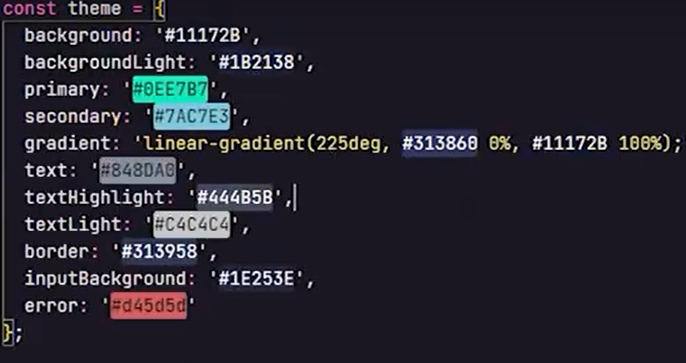 const theme = {
background: '#11172B',
backgroundLight: '#1B2138',
primary: '#0EE7B7',
secondary: '#7AC7E3',
gradient: 'linear-gradient(225deg, #313860 0%, #11172B 100%);
text: '#848DA0',
textHighlight: '#444B5B',
textLight: '#C4C4C4',
border: '#313958',
inputBackground: '#1E253E',
error: '#d45d5d'
};